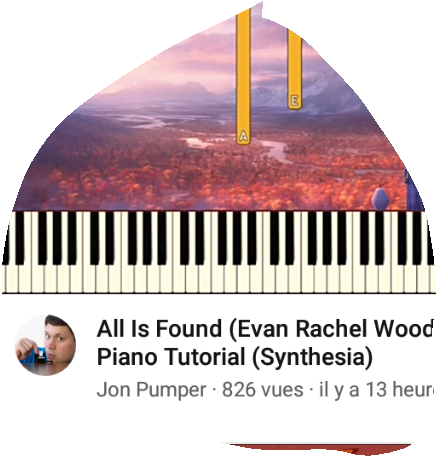 E
A
All Is Found (Evan Rachel Wood
Piano Tutorial (Synthesia)
Jon Pumper · 826 vues · il y a 13 heur